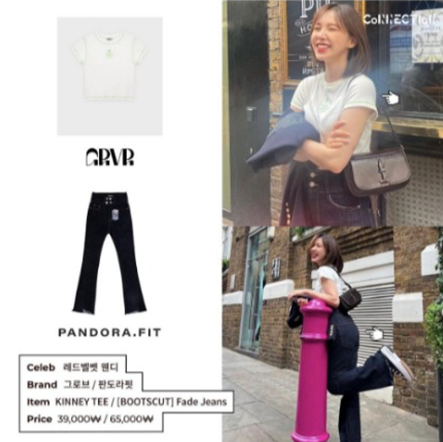 CoNNECTion
GRVR
PANDORA.FIT
Celeb 레드벨벳 웬디
Brand 그로브 / 판도라핏
Item KINNEY TEE / [BOOTSCUT] Fade Jeans
Price 39,000₩ / 65,000₩